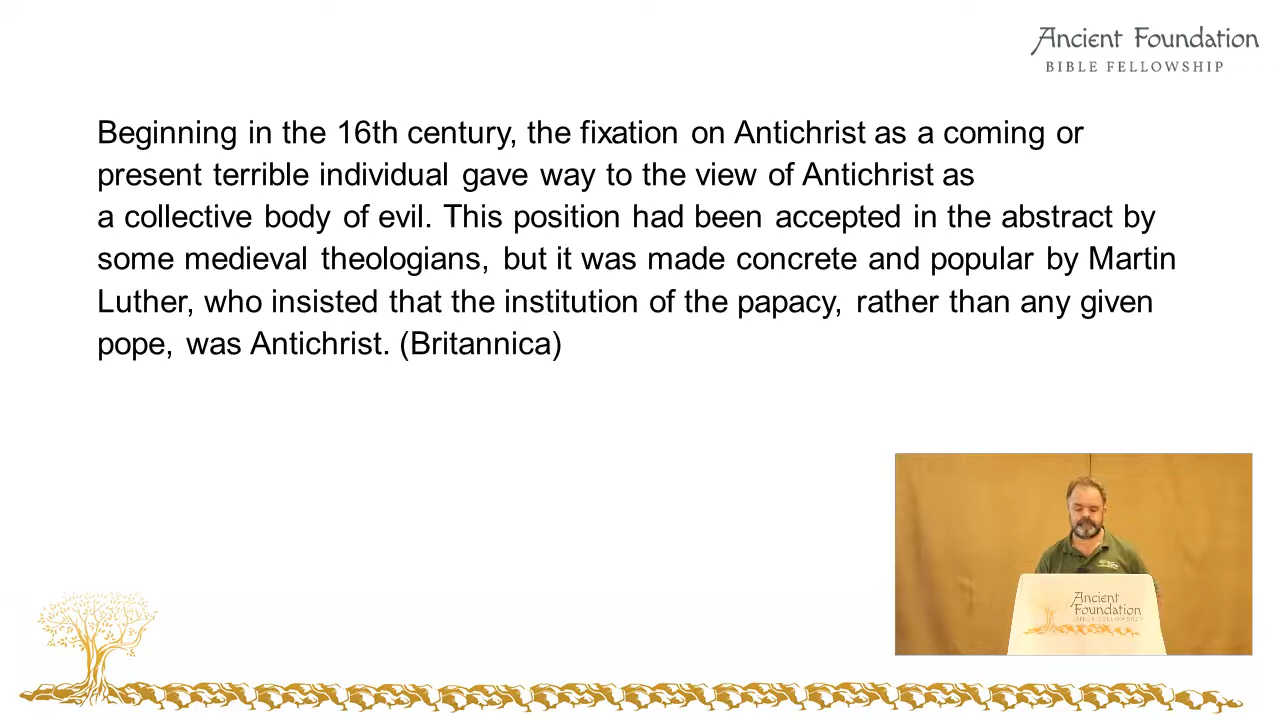 Ancient Foundation
BIBLE FELLOWSHIP
Beginning in the 16th century, the fixation on Antichrist as a coming or
present terrible individual gave way to the view of Antichrist as
a collective body of evil. This position had been accepted in the abstract by
some medieval theologians, but it was made concrete and popular by Martin
Luther, who insisted that the institution of the papacy, rather than any given
pope, was Antichrist. (Britannica)
Ancient
Foundation
BIBLE FELLOWSHIP